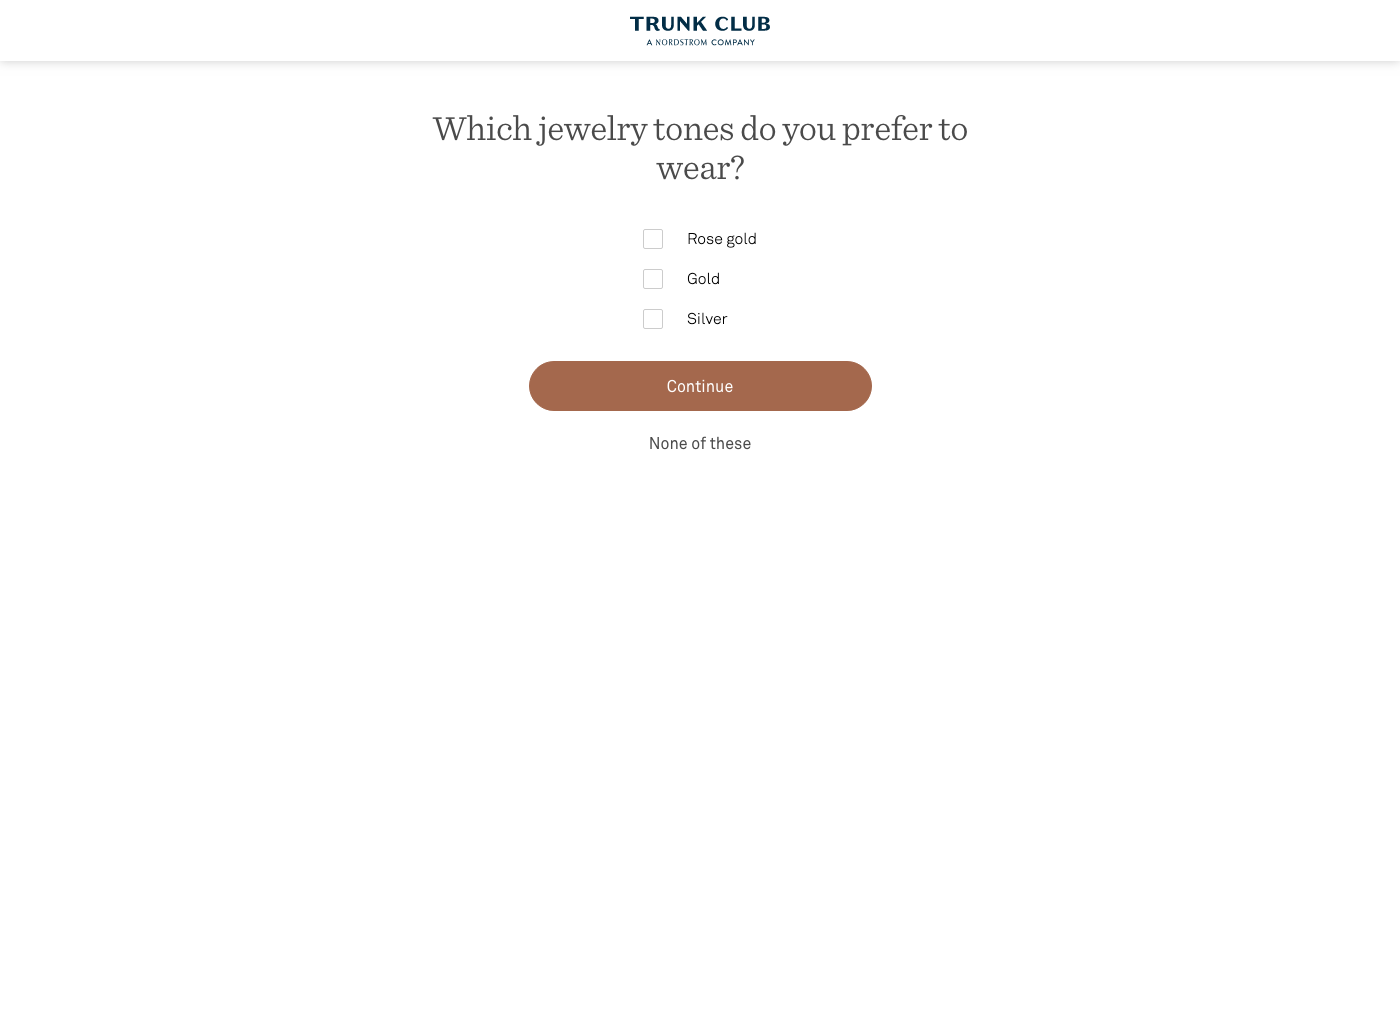 TRUNK CLUB
A NORDSTROM COMPANY
Which jewelry tones do you prefer to
wear?
Rose gold
Gold
Silver
Continue
None of these